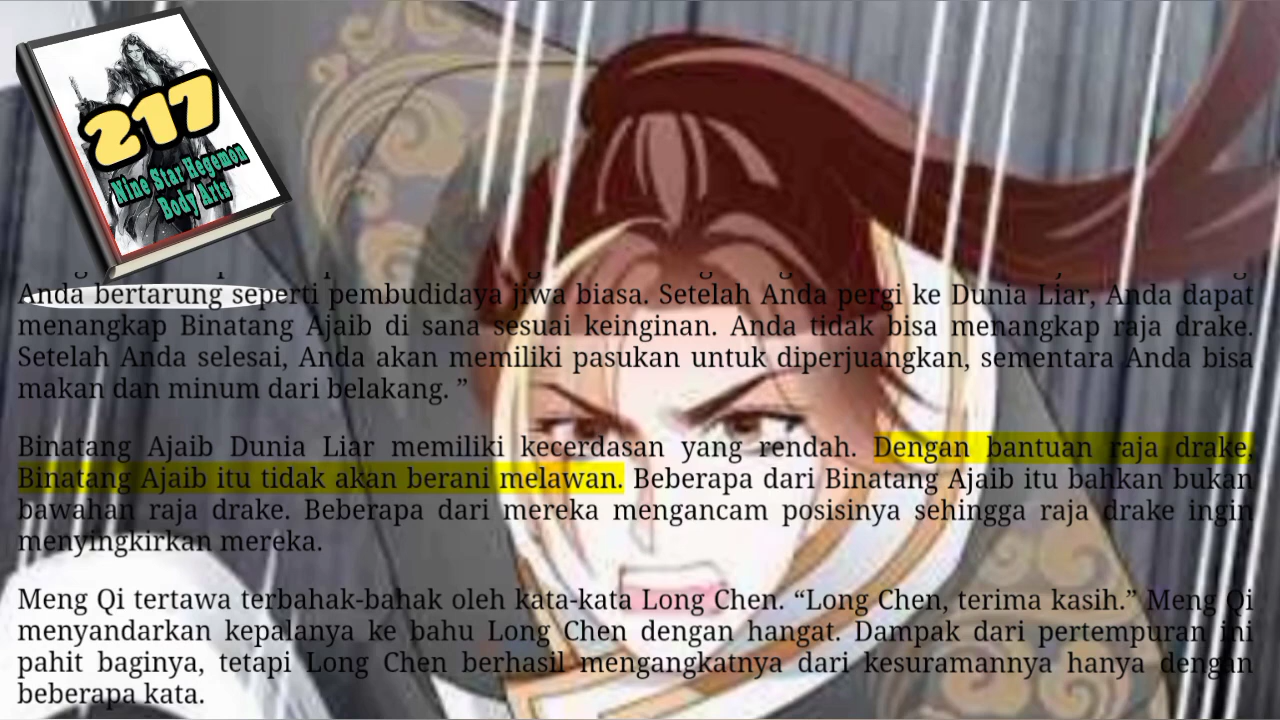 217
Nine Star Hegemon
Body Arts
Anda bertarung seperti pembudidaya jiwa biasa. Setelah Anda pergi ke Dunia Liar, Anda dapat
menangkap Binatang Ajaib di sana sesuai keinginan. Anda tidak bisa menangkap raja drake.
Setelah Anda selesai, Anda akan memiliki pasukan untuk diperjuangkan, sementara Anda bisa
makan dan minum dari belakang. ”
Binatang Ajaib Dunia Liar memiliki kecerdasan yang rendah. Dengan bantuan raja drake,
Binatang Ajaib itu tidak akan berani melawan. Beberapa dari Binatang Ajaib itu bahkan bukan
bawahan raja drake. Beberapa dari mereka mengancam posisinya sehingga raja drake ingin
menyingkirkan mereka.
Meng Qi tertawa terbahak-bahak oleh kata-kata Long Chen. “Long Chen, terima kasih.” Meng Qi
menyandarkan kepalanya ke bahu Long Chen dengan hangat. Dampak dari pertempuran ini
pahit baginya, tetapi Long Chen berhasil mengangkatnya dari kesuramannya hanya dengan
beberapa kata.